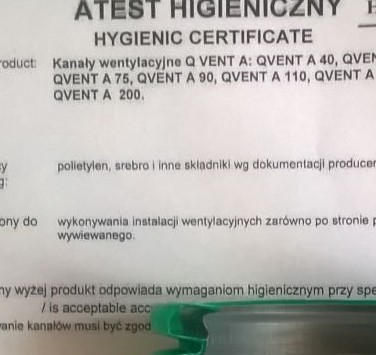 ATEST HIGIENICZNY
HYGIENIC CERTIFICATE
roduct: Kanały wentylacyjne Q VENT A: QVENT A 40, QVEN
QVENT A 75, QVENT A 90, QVENT A 110, QVENT A
QVENT A 200.
y polietylen, srebro i inne składniki wg dokumentacji producen
g:
ony do wykonywania instalacji wentylacyjnych zarówno po stronie p
wywiewanego.
ny wyżej produkt odpowiada wymaganiom higienicznym przy spe
/ is acceptable acc
anie kanałów musi być zgod